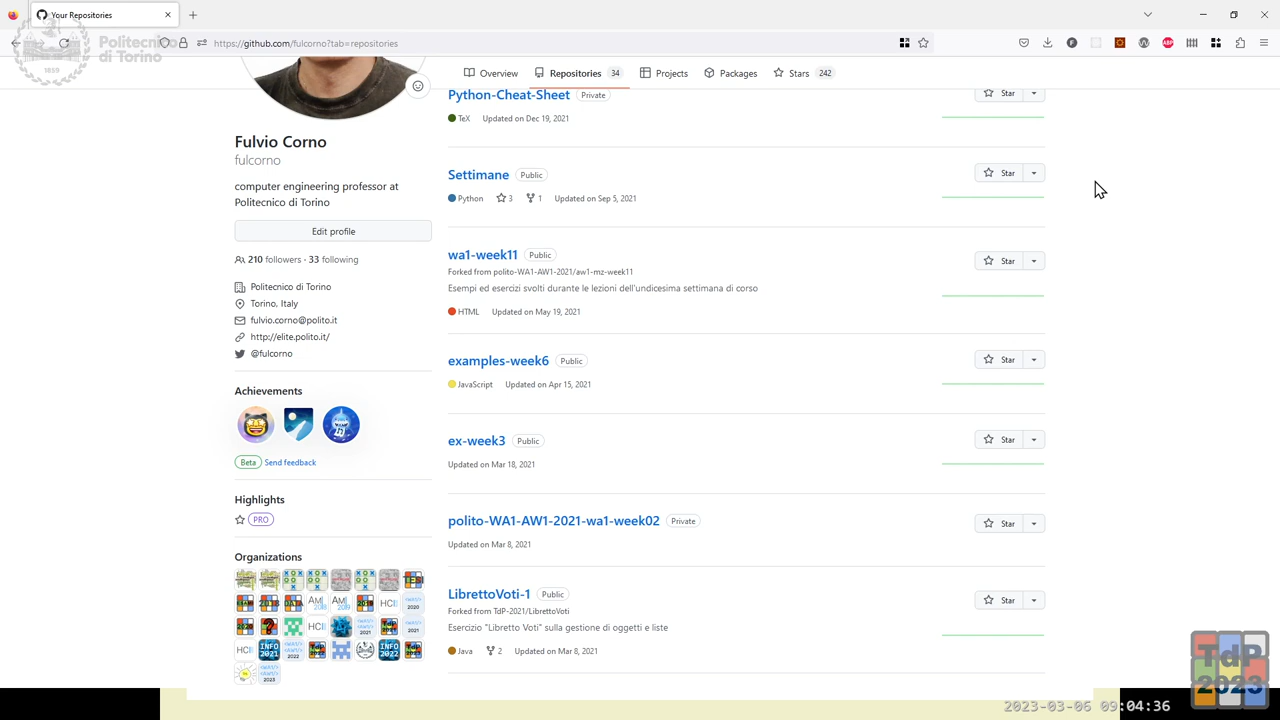 Your Repositories
https://github.com/fulcorno?tab=repositories
Politecnico
di Torino
1859
Overview
Repositories 34
Projects
Packages
Stars 242
Fulvio Corno
fulcorno
computer engineering professor at
Politecnico di Torino
Edit profile
210 followers · 33 following
Politecnico di Torino
Torino, Italy
fulvio.corno@polito.it
http://elite.polito.it/
@fulcorno
Achievements
Beta Send feedback
Highlights
PRO
Organizations
Python-Cheat-Sheet Private
Star
TeX Updated on Dec 19, 2021
Settimane Public
Star
Python 3 1 Updated on Sep 5, 2021
wa1-week11 Public
Star
Forked from polito-WA1-AW1-2021/aw1-mz-week11
Esempi ed esercizi svolti durante le lezioni dell'undicesima settimana di corso
HTML Updated on May 19, 2021
examples-week6 Public
Star
JavaScript Updated on Apr 15, 2021
ex-week3 Public
Star
Updated on Mar 18, 2021
polito-WA1-AW1-2021-wa1-week02 Private
Star
Updated on Mar 8, 2021
LibrettoVoti-1 Public
Star
Forked from TdP-2021/LibrettoVoti
Esercizio "Libretto Voti" sulla gestione di oggetti e liste
Java 2 Updated on Mar 8, 2021
TdP
2023
2023-03-06 09:04:36